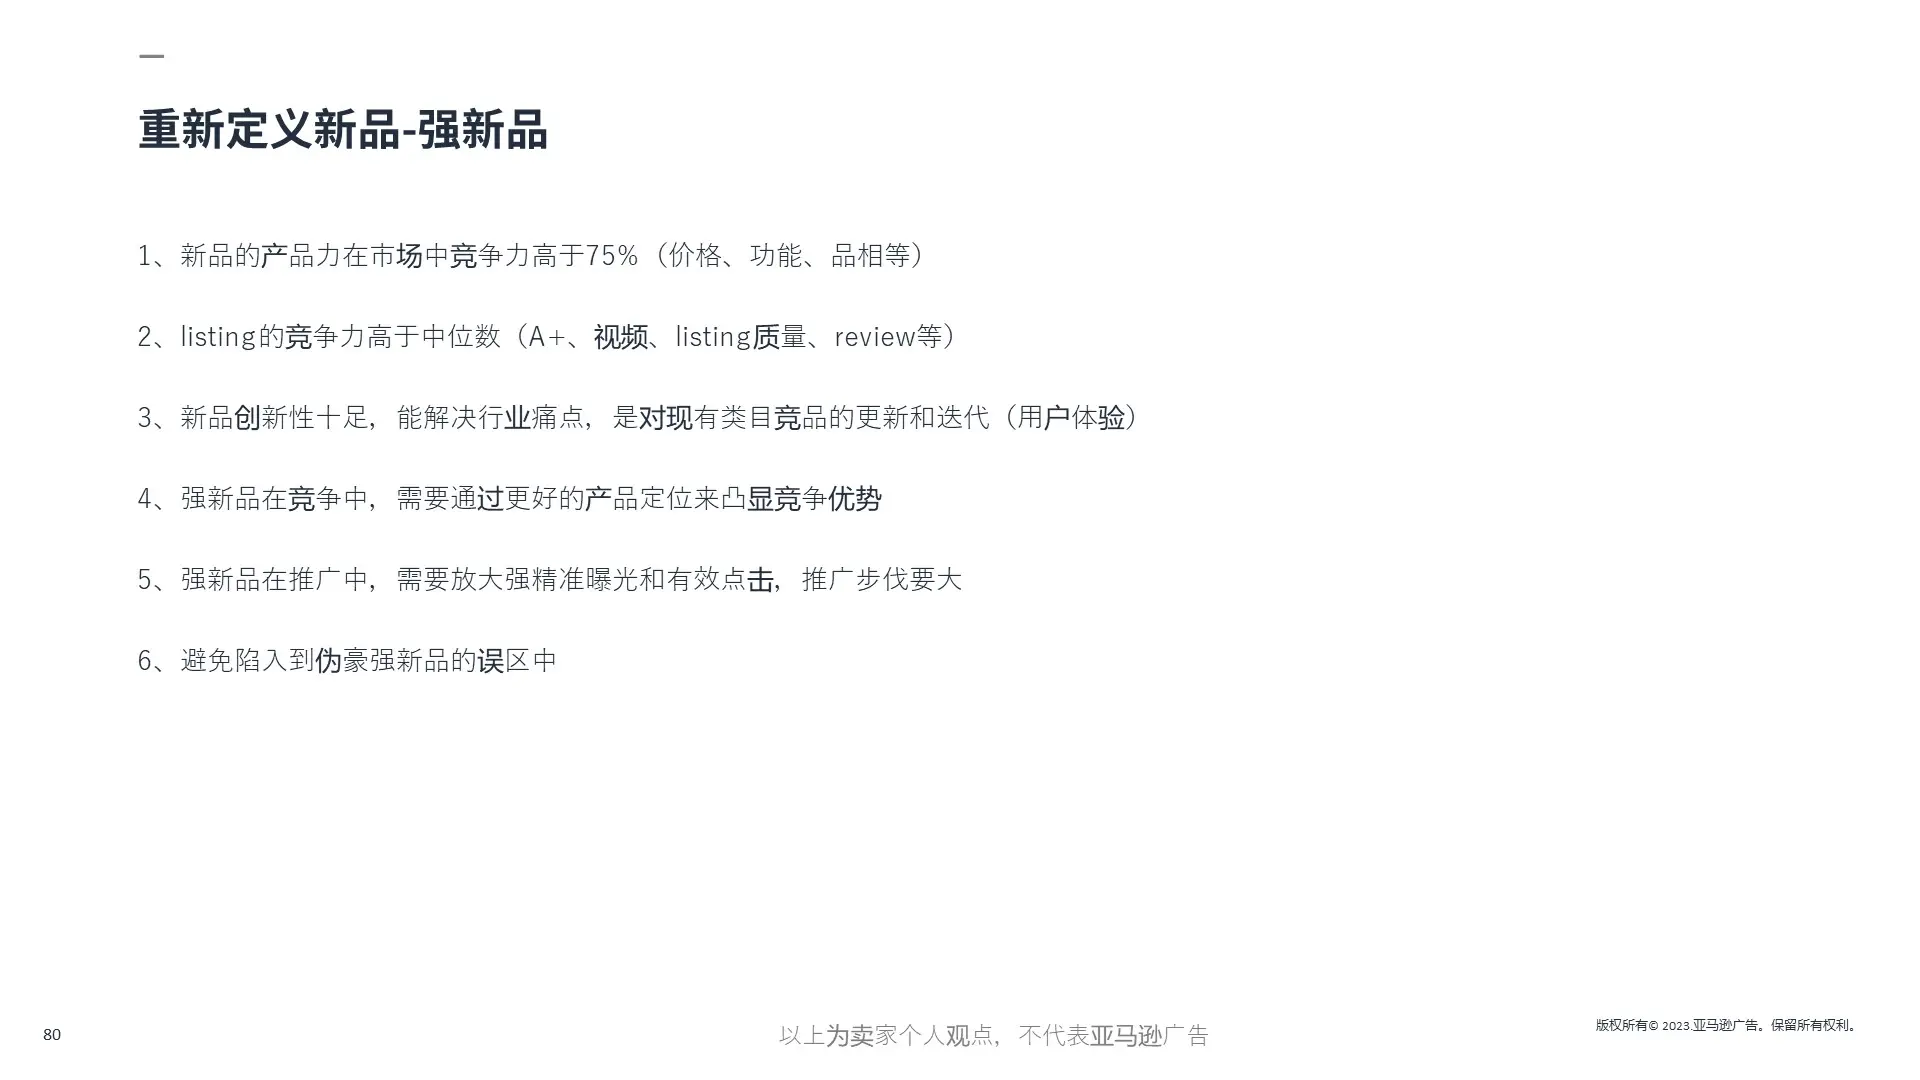 重新定义新品-强新品
1、新品的产品力在市场中竞争力高于75%（价格、功能、品相等）
2、listing的竞争力高于中位数（A+、视频、listing质量、review等）
3、新品创新性十足，能解决行业痛点，是对现有类目竞品的更新和迭代（用户体验）
4、强新品在竞争中，需要通过更好的产品定位来凸显竞争优势
5、强新品在推广中，需要放大强精准曝光和有效点击，推广步伐要大
6、避免陷入到伪豪强新品的误区中
80
以上为卖家个人观点，不代表亚马逊广告
版权所有© 2023.亚马逊广告。保留所有权利。